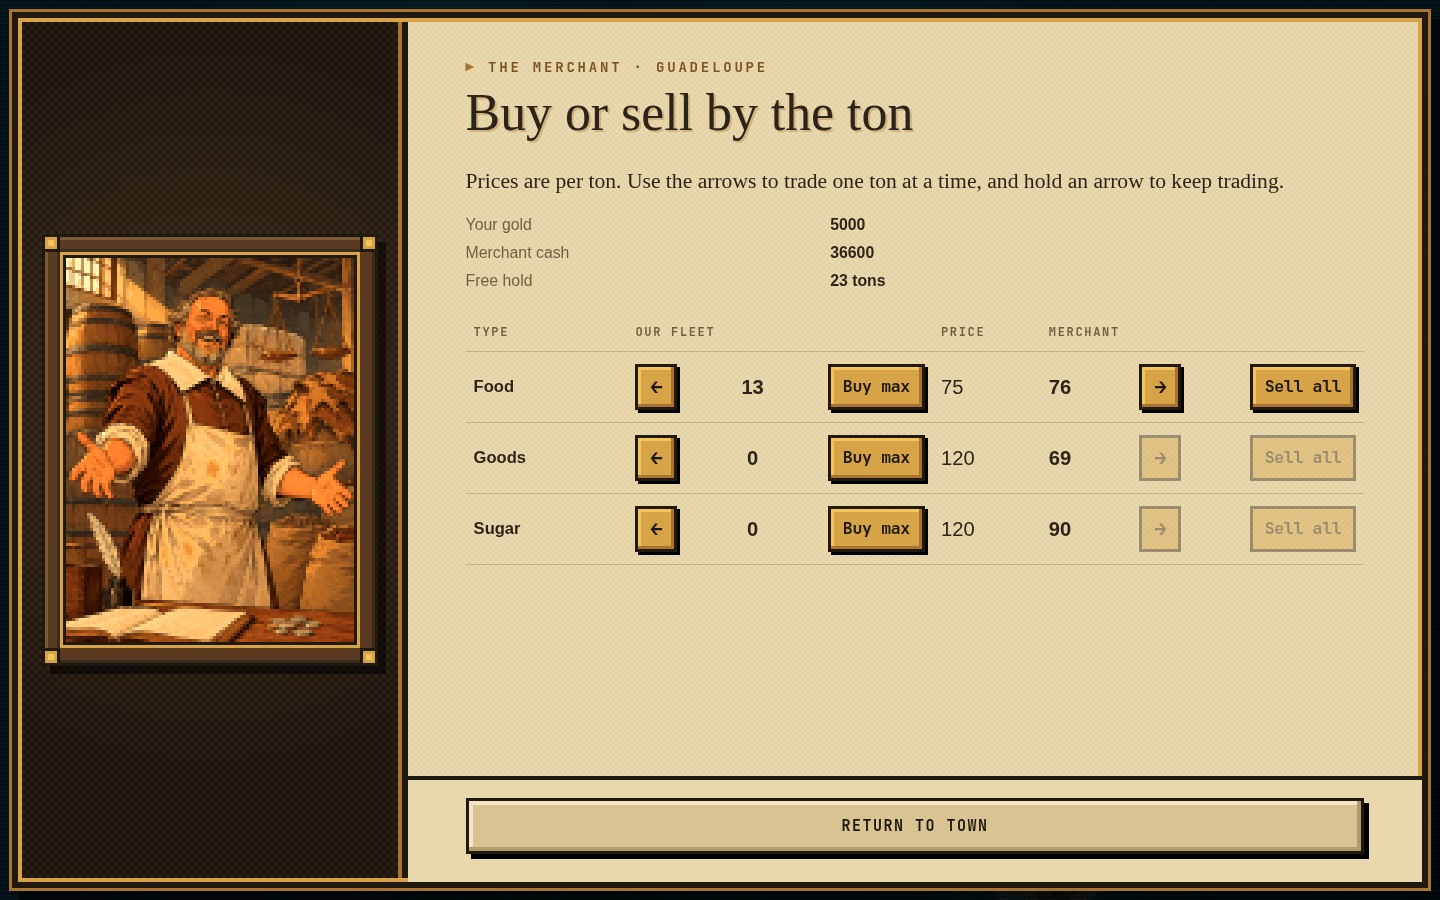 ▶ THE MERCHANT · GUADELOUPE
Buy or sell by the ton
Prices are per ton. Use the arrows to trade one ton at a time, and hold an arrow to keep trading.
Your gold 5000
Merchant cash 36600
Free hold 23 tons
TYPE OUR FLEET PRICE MERCHANT
Food ← 13 Buy max 75 76 → Sell all
Goods ← 0 Buy max 120 69 → Sell all
Sugar ← 0 Buy max 120 90 → Sell all
RETURN TO TOWN